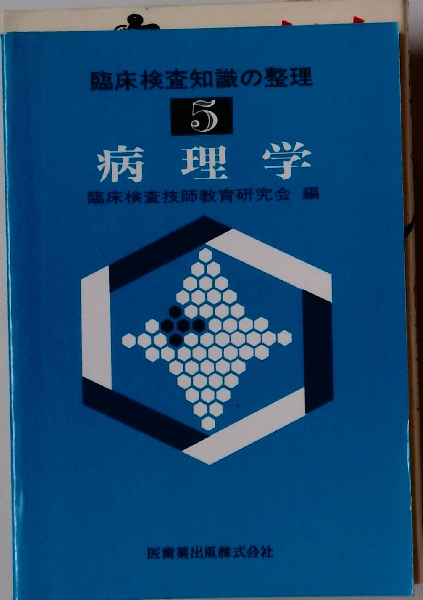 臨床検査知識の整理
5
病理学
臨床検査技師教育研究会 編
医歯薬出版株式会社